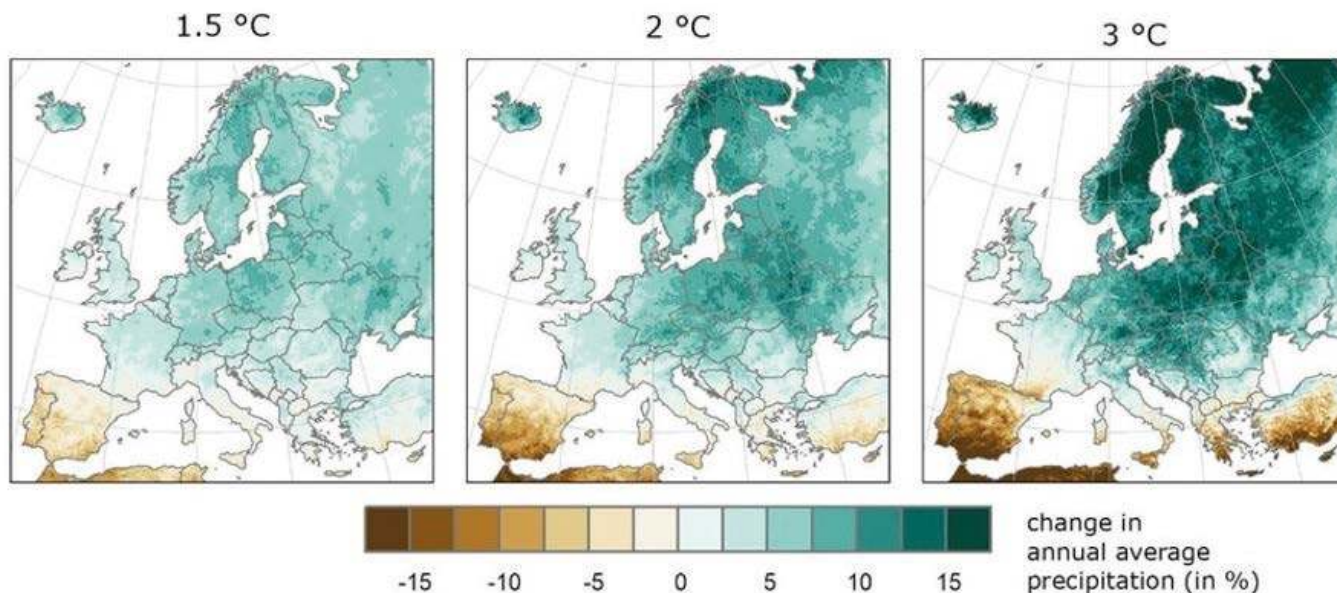 1.5 °C
2 °C
3 °C
-15 -10 -5 0 5 10 15
change in
annual average
precipitation (in %)